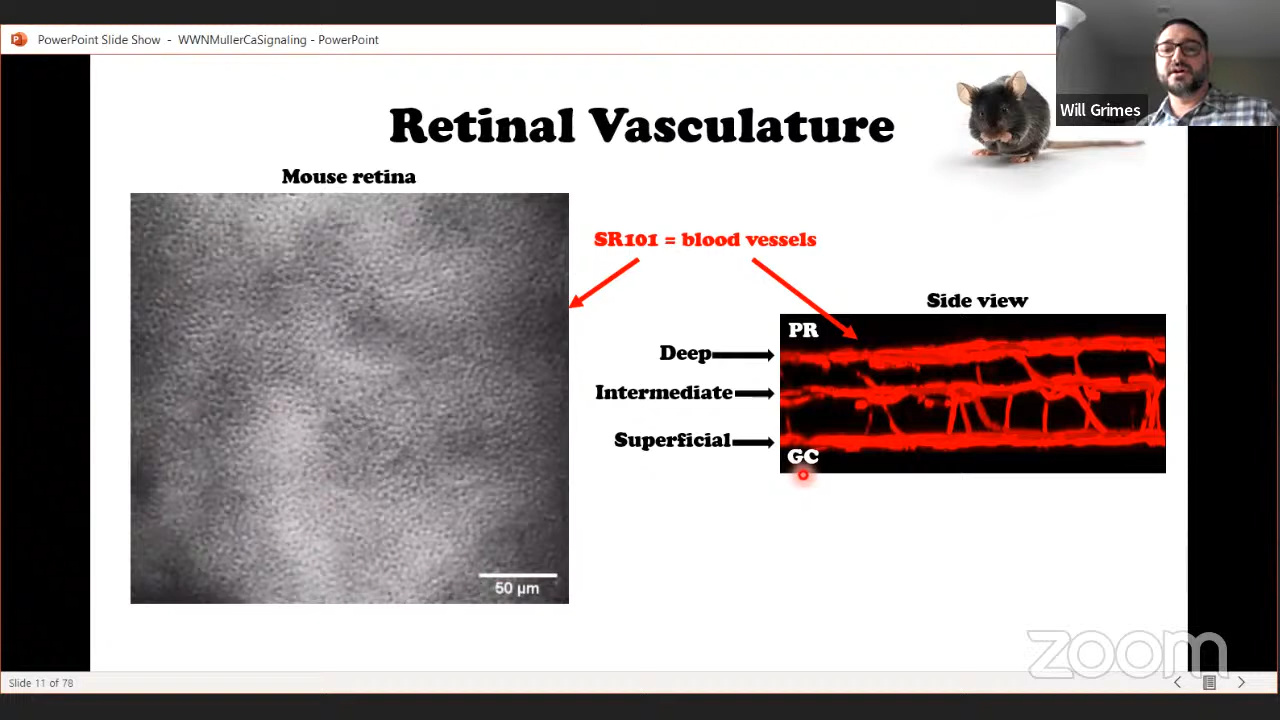 PowerPoint Slide Show - WWNMullerCaSignaling - PowerPoint
Will Grimes
Retinal Vasculature
Mouse retina
SR101 = blood vessels
Side view
PR
Deep
Intermediate
Superficial
GC
50 µm
zoom
Slide 11 of 78